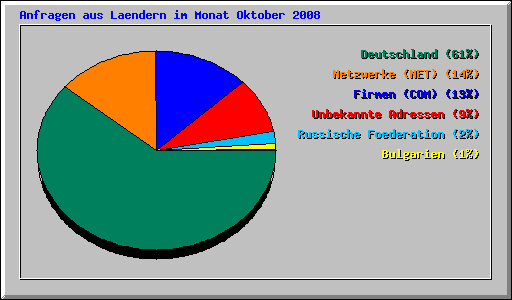 Anfragen aus Laendern im Monat Oktober 2008
Deutschland (61%)
Netzwerke (NET) (14%)
Firmen (COM) (13%)
Unbekannte Adressen (9%)
Russische Foederation (2%)
Bulgarien (1%)